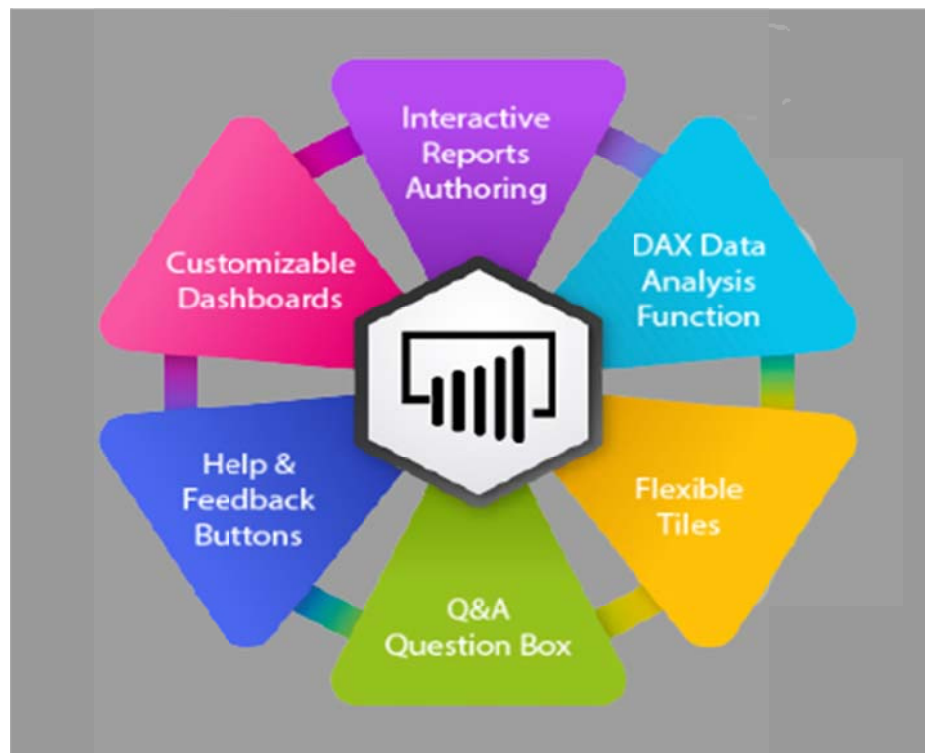 Interactive
Reports
Authoring
DAX Data
Analysis
Function
Flexible
Tiles
Q&A
Question Box
Help &
Feedback
Buttons
Customizable
Dashboards